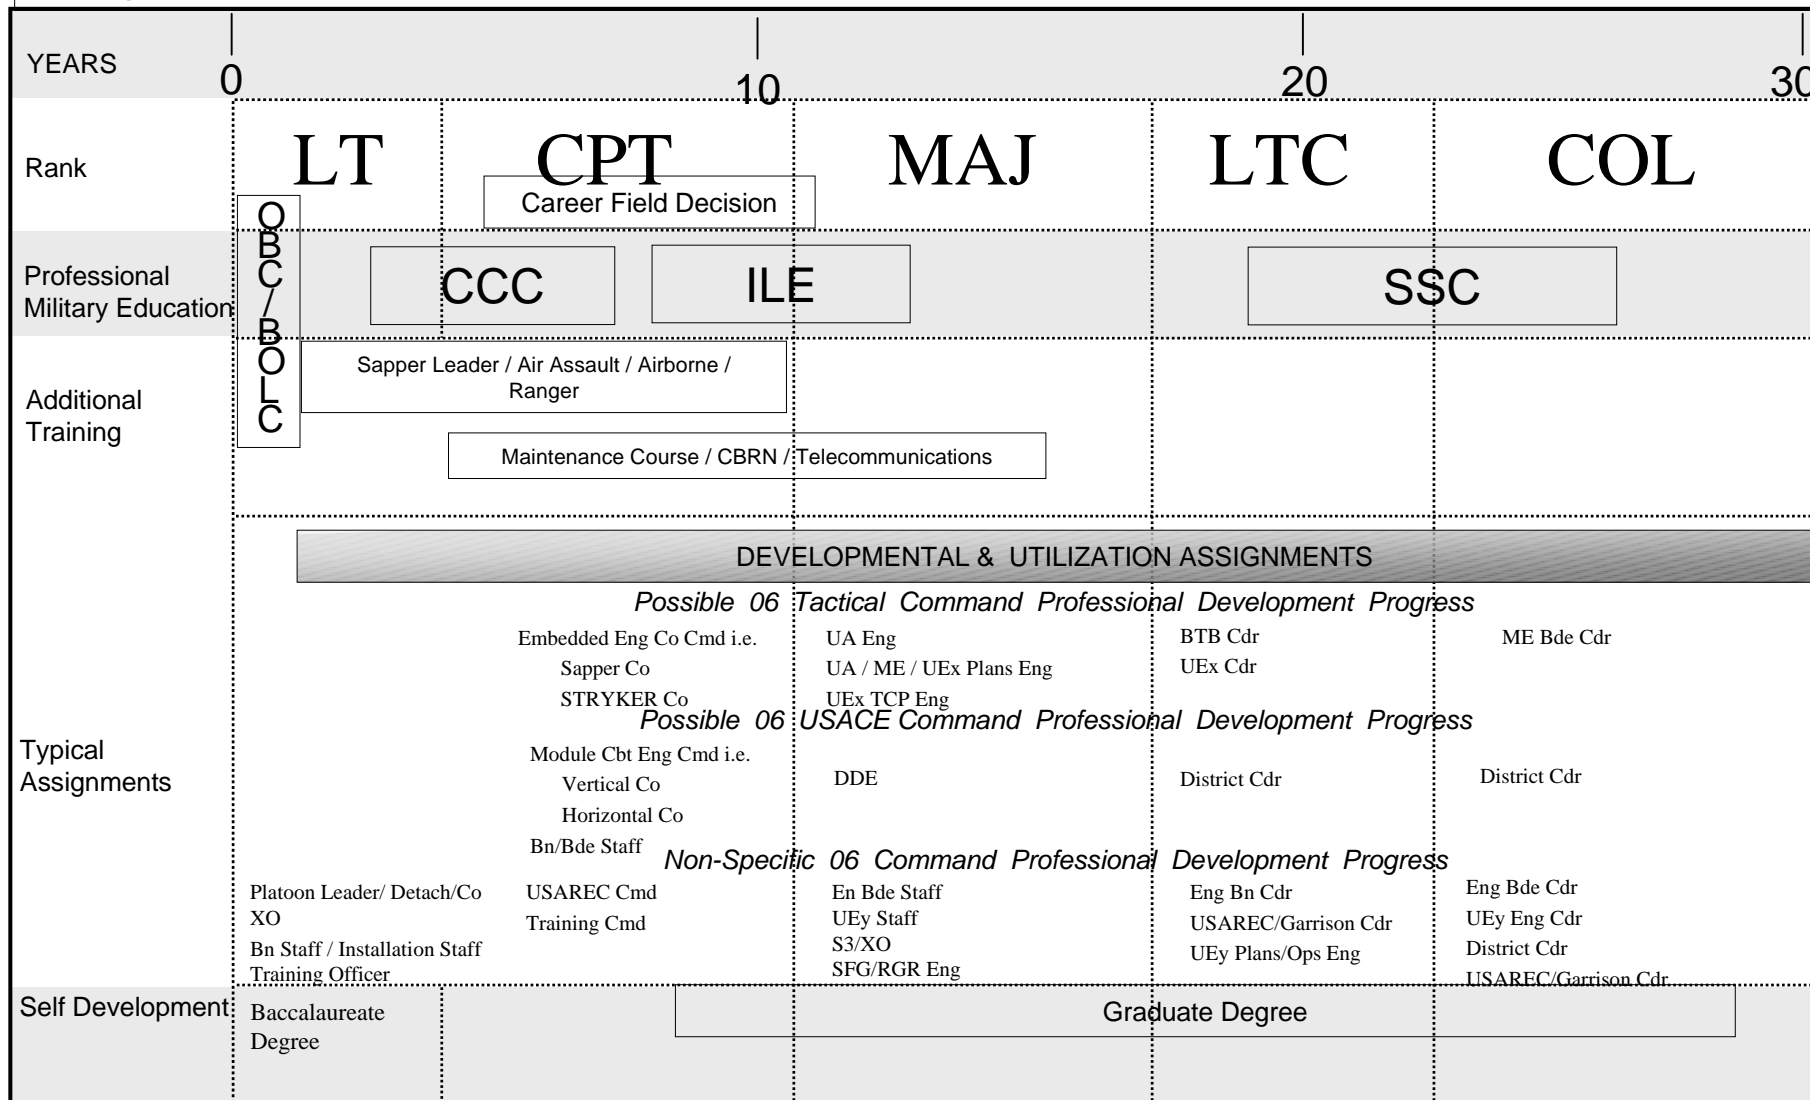 YEARS
0
10
20
30
Rank
LT
CPT
MAJ
LTC
COL
Career Field Decision
OBC/BOLC
Professional
Military Education
CCC
ILE
SSC
Additional
Training
Sapper Leader / Air Assault / Airborne /
Ranger
Maintenance Course / CBRN / Telecommunications
DEVELOPMENTAL & UTILIZATION ASSIGNMENTS
Typical
Assignments
Possible 06 Tactical Command Professional Development Progress
Embedded Eng Co Cmd i.e.
Sapper Co
STRYKER Co
UA Eng
UA / ME / UEx Plans Eng
UEx TCP Eng
BTB Cdr
UEx Cdr
ME Bde Cdr
Possible 06 USACE Command Professional Development Progress
Module Cbt Eng Cmd i.e.
Vertical Co
Horizontal Co
Bn/Bde Staff
DDE
District Cdr
District Cdr
Non-Specific 06 Command Professional Development Progress
Platoon Leader/ Detach/Co
XO
Bn Staff / Installation Staff
Training Officer
USAREC Cmd
Training Cmd
En Bde Staff
UEy Staff
S3/XO
SFG/RGR Eng
Eng Bn Cdr
USAREC/Garrison Cdr
UEy Plans/Ops Eng
Eng Bde Cdr
UEy Eng Cdr
District Cdr
USAREC/Garrison Cdr
Self Development
Baccalaureate
Degree
Graduate Degree